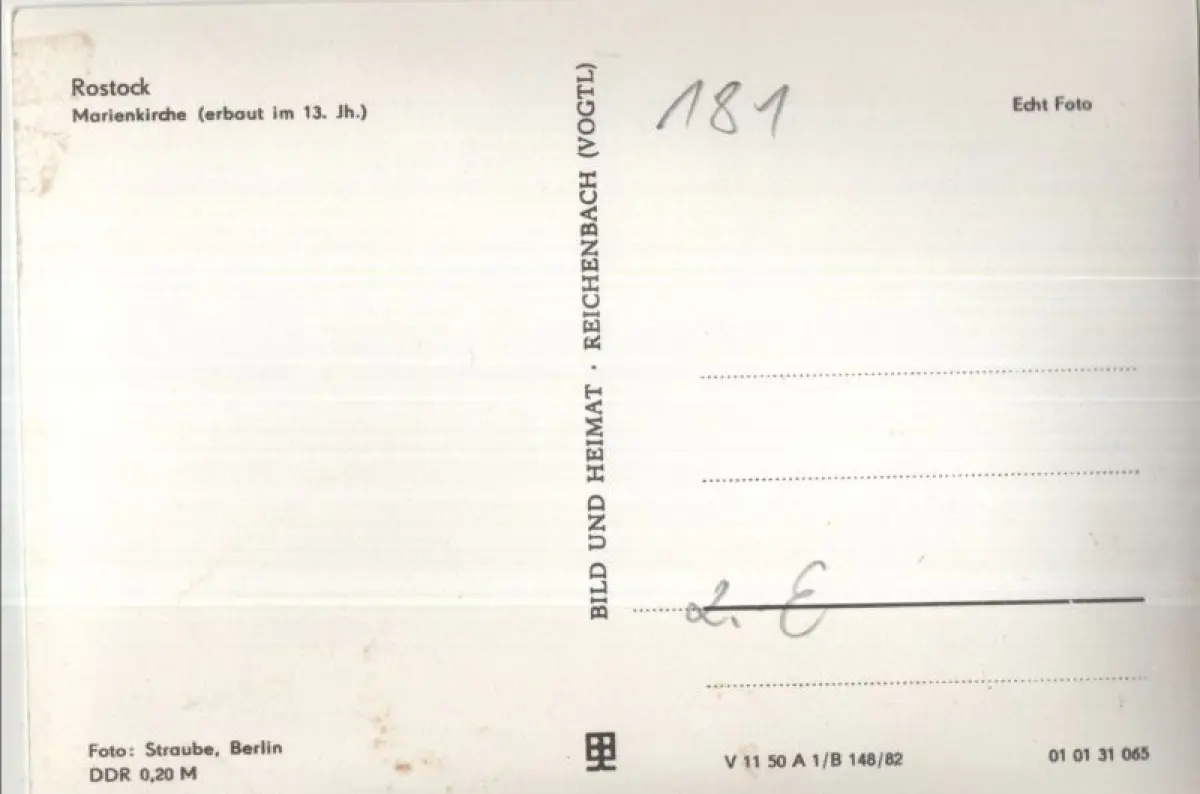 Rostock
Marienkirche (erbaut im 13. Jh.)
BILD UND HEIMAT · REICHENBACH (VOGTL)
181
Echt Foto
2. E
Foto: Straube, Berlin
DDR 0,20 M
V 11 50 A 1/B 148/82
01 01 31 065